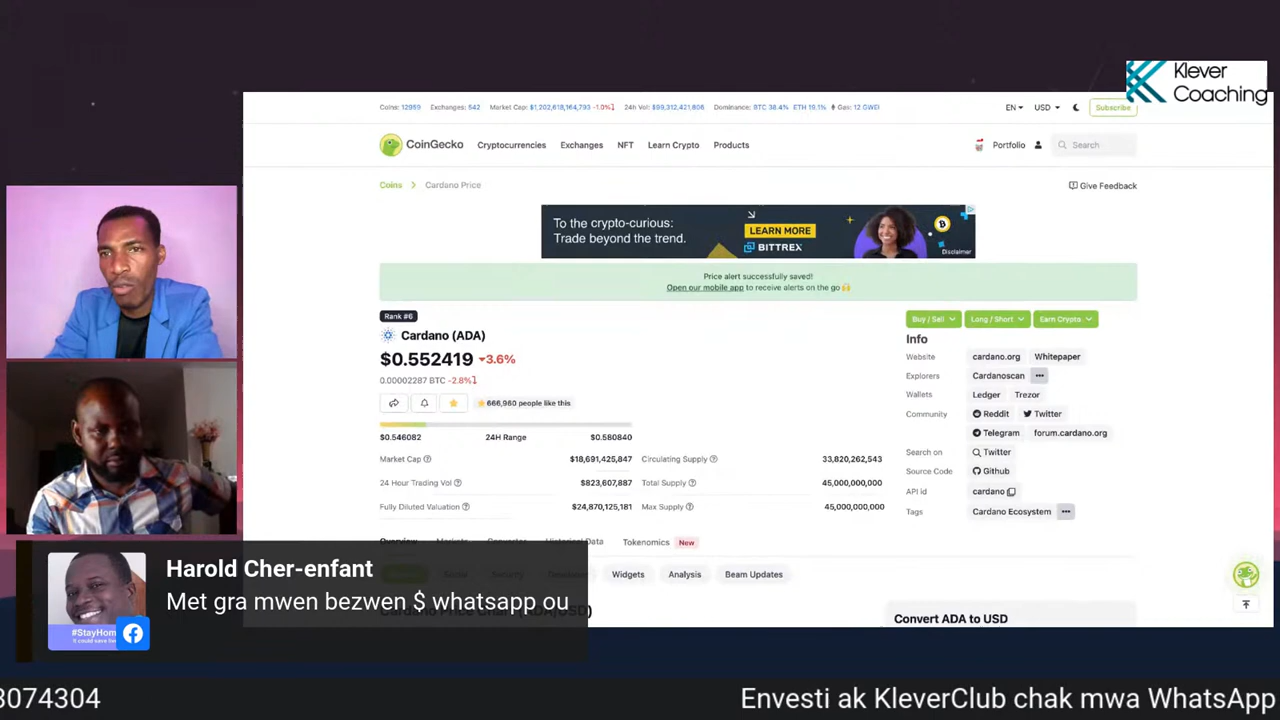 Klever
Coaching
Coins: 12959 Exchanges: 542 Market Cap: $1,202,618,164,793 -1.0% 24h Vol: $99,312,421,606 Dominance: BTC 38.4% ETH 19.1% Gas: 12 GWEI
EN USD Subscribe
CoinGecko Cryptocurrencies Exchanges NFT Learn Crypto Products
Portfolio Search
Coins > Cardano Price
Give Feedback
To the crypto-curious:
Trade beyond the trend.
LEARN MORE
BITTREX
Disclaimer
Price alert successfully saved!
Open our mobile app to receive alerts on the go🙌
Rank #6
Cardano (ADA)
$0.552419 3.6%
0.00002287 BTC -2.8%
666,960 people like this
$0.546082 24H Range $0.580840
Market Cap $18,691,425,847
24 Hour Trading Vol $823,607,887
Fully Diluted Valuation $24,870,125,181
Circulating Supply 33,820,262,543
Total Supply 45,000,000,000
Max Supply 45,000,000,000
Buy / Sell Long / Short Earn Crypto
Info
Website cardano.org Whitepaper
Explorers Cardanoscan
Wallets Ledger Trezor
Community Reddit Twitter
Telegram forum.cardano.org
Search on Twitter
Source Code Github
API id cardano
Tags Cardano Ecosystem
Tokenomics New
Widgets Analysis Beam Updates
Convert ADA to USD
Harold Cher-enfant
Met gra mwen bezwen $ whatsapp ou
#StayHom
3074304
Envesti ak KleverClub chak mwa WhatsApp